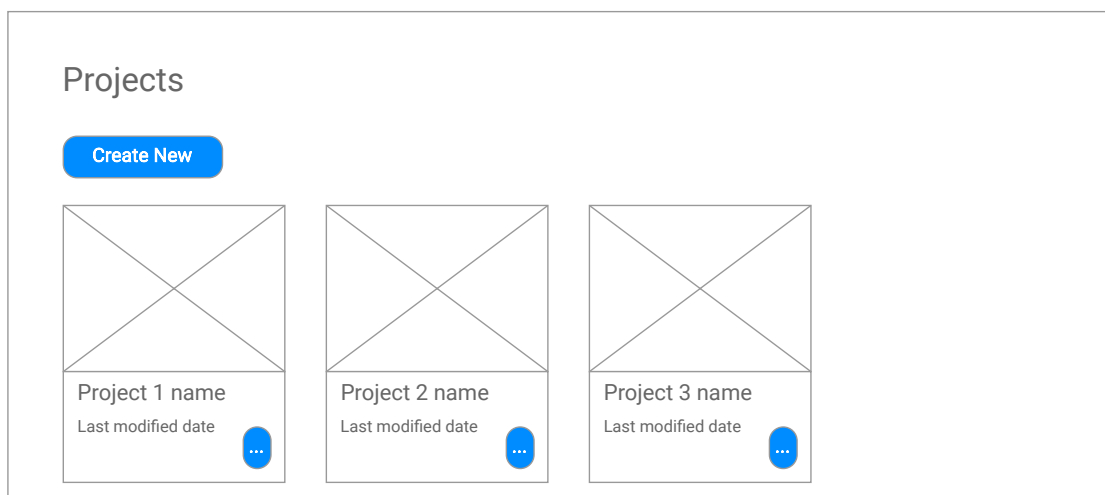 Projects
Create New
Project 1 name
Last modified date
...
Project 2 name
Last modified date
...
Project 3 name
Last modified date
...